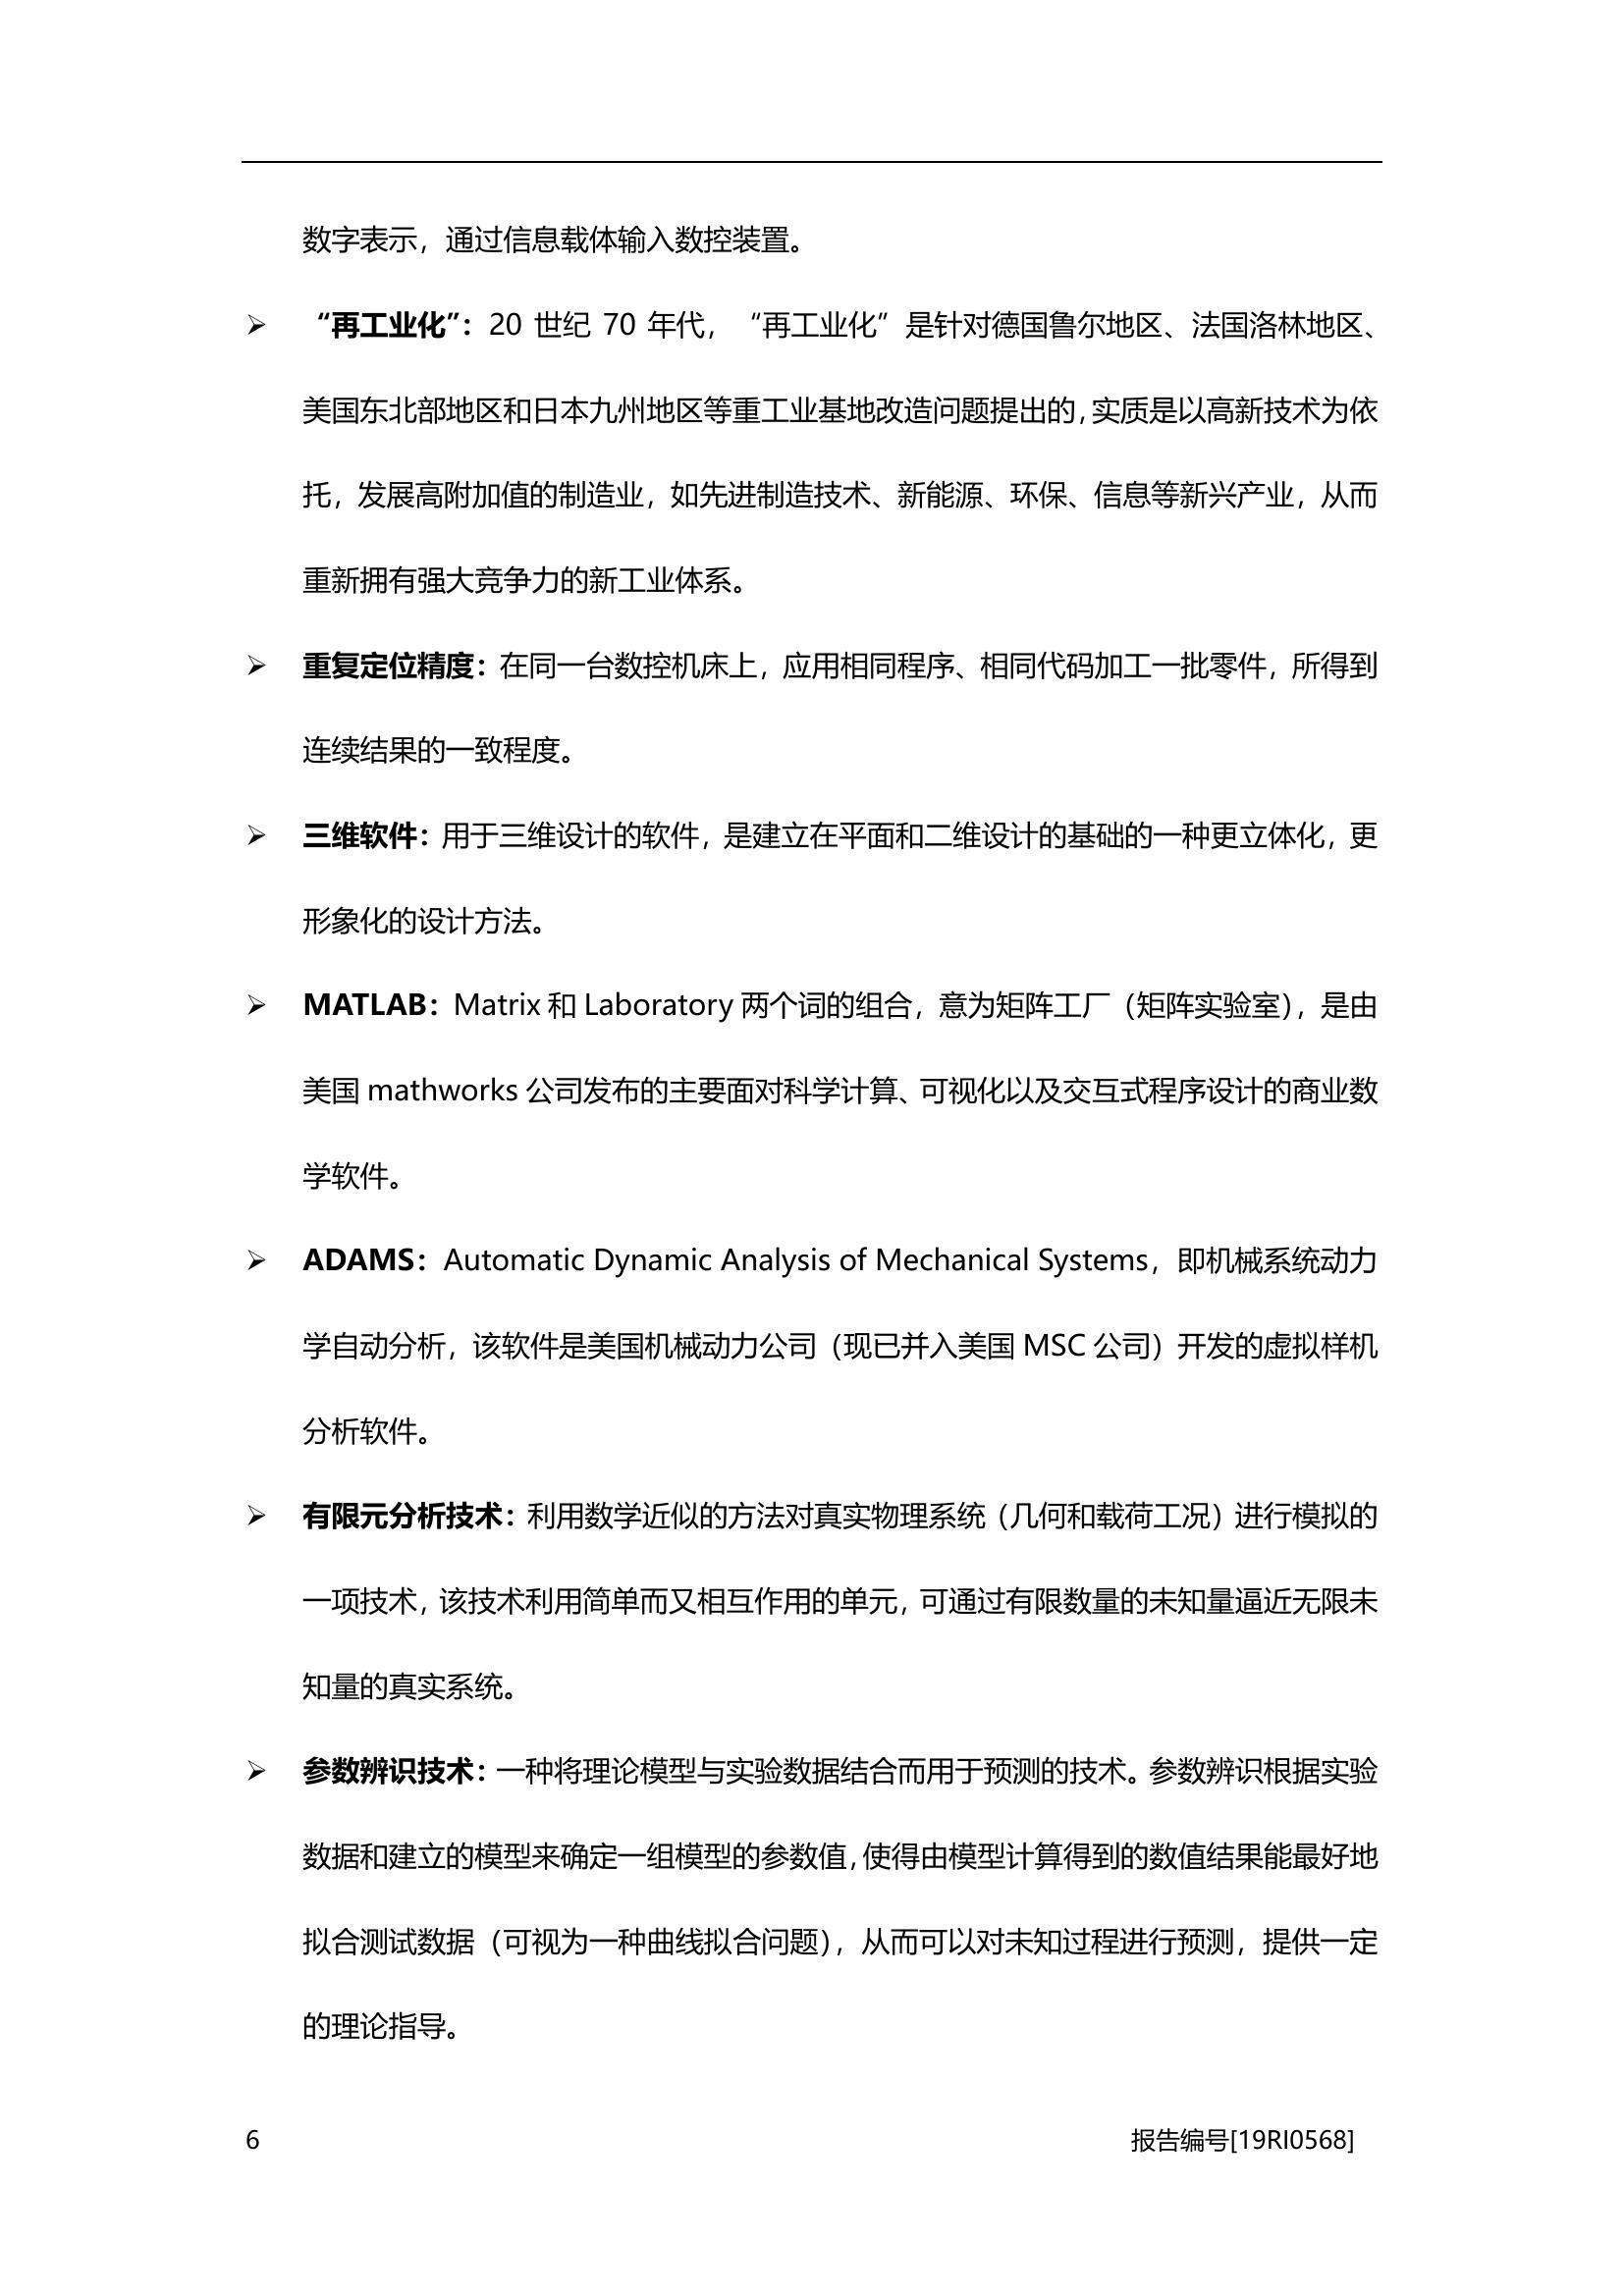 数字表示，通过信息载体输入数控装置。
➢ “再工业化”：20 世纪 70 年代，“再工业化”是针对德国鲁尔地区、法国洛林地区、
美国东北部地区和日本九州地区等重工业基地改造问题提出的，实质是以高新技术为依
托，发展高附加值的制造业，如先进制造技术、新能源、环保、信息等新兴产业，从而
重新拥有强大竞争力的新工业体系。
➢ 重复定位精度：在同一台数控机床上，应用相同程序、相同代码加工一批零件，所得到
连续结果的一致程度。
➢ 三维软件：用于三维设计的软件，是建立在平面和二维设计的基础的一种更立体化，更
形象化的设计方法。
➢ MATLAB：Matrix 和 Laboratory 两个词的组合，意为矩阵工厂（矩阵实验室），是由
美国 mathworks 公司发布的主要面对科学计算、可视化以及交互式程序设计的商业数
学软件。
➢ ADAMS：Automatic Dynamic Analysis of Mechanical Systems，即机械系统动力
学自动分析，该软件是美国机械动力公司（现已并入美国 MSC 公司）开发的虚拟样机
分析软件。
➢ 有限元分析技术：利用数学近似的方法对真实物理系统（几何和载荷工况）进行模拟的
一项技术，该技术利用简单而又相互作用的单元，可通过有限数量的未知量逼近无限未
知量的真实系统。
➢ 参数辨识技术：一种将理论模型与实验数据结合而用于预测的技术。参数辨识根据实验
数据和建立的模型来确定一组模型的参数值，使得由模型计算得到的数值结果能最好地
拟合测试数据（可视为一种曲线拟合问题），从而可以对未知过程进行预测，提供一定
的理论指导。
6 报告编号[19RI0568]